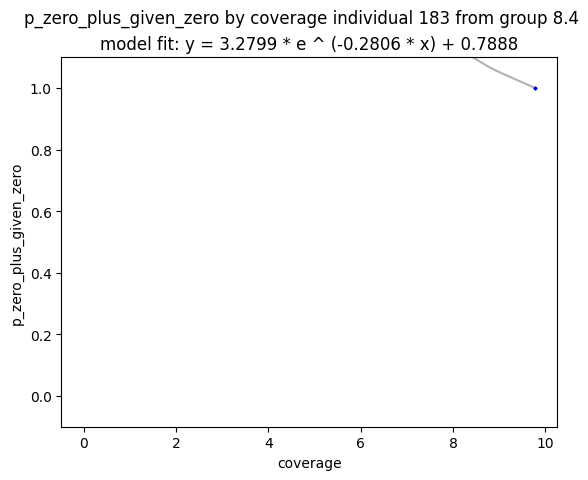 p_zero_plus_given_zero by coverage individual 183 from group 8.4
model fit: y = 3.2799 * e ^ (-0.2806 * x) + 0.7888
1.0
0.8
0.6
0.4
0.2
0.0
p_zero_plus_given_zero
0 2 4 6 8 10
coverage